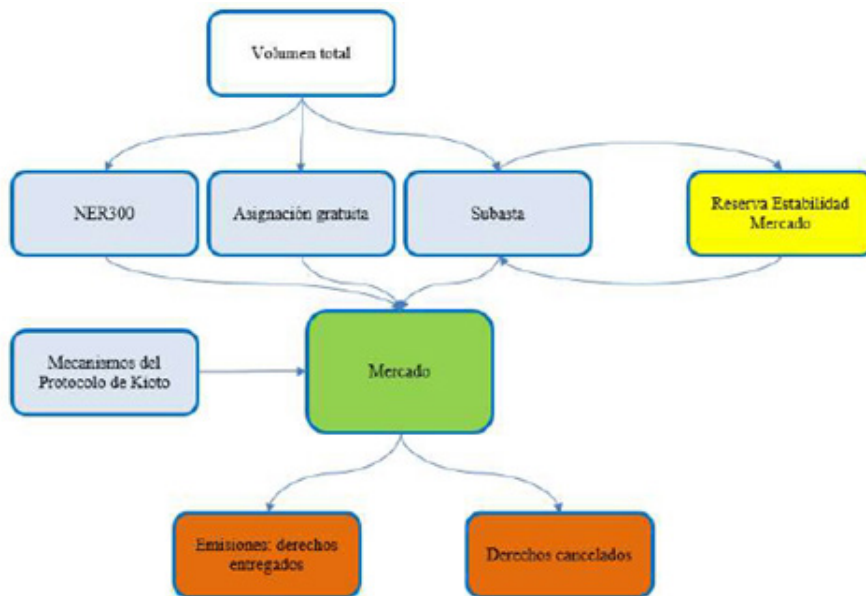 Volumen total
NER300
Asignación gratuita
Subasta
Reserva Estabilidad
Mercado
Mecanismos del
Protocolo de Kioto
Mercado
Emisiones: derechos
entregados
Derechos cancelados